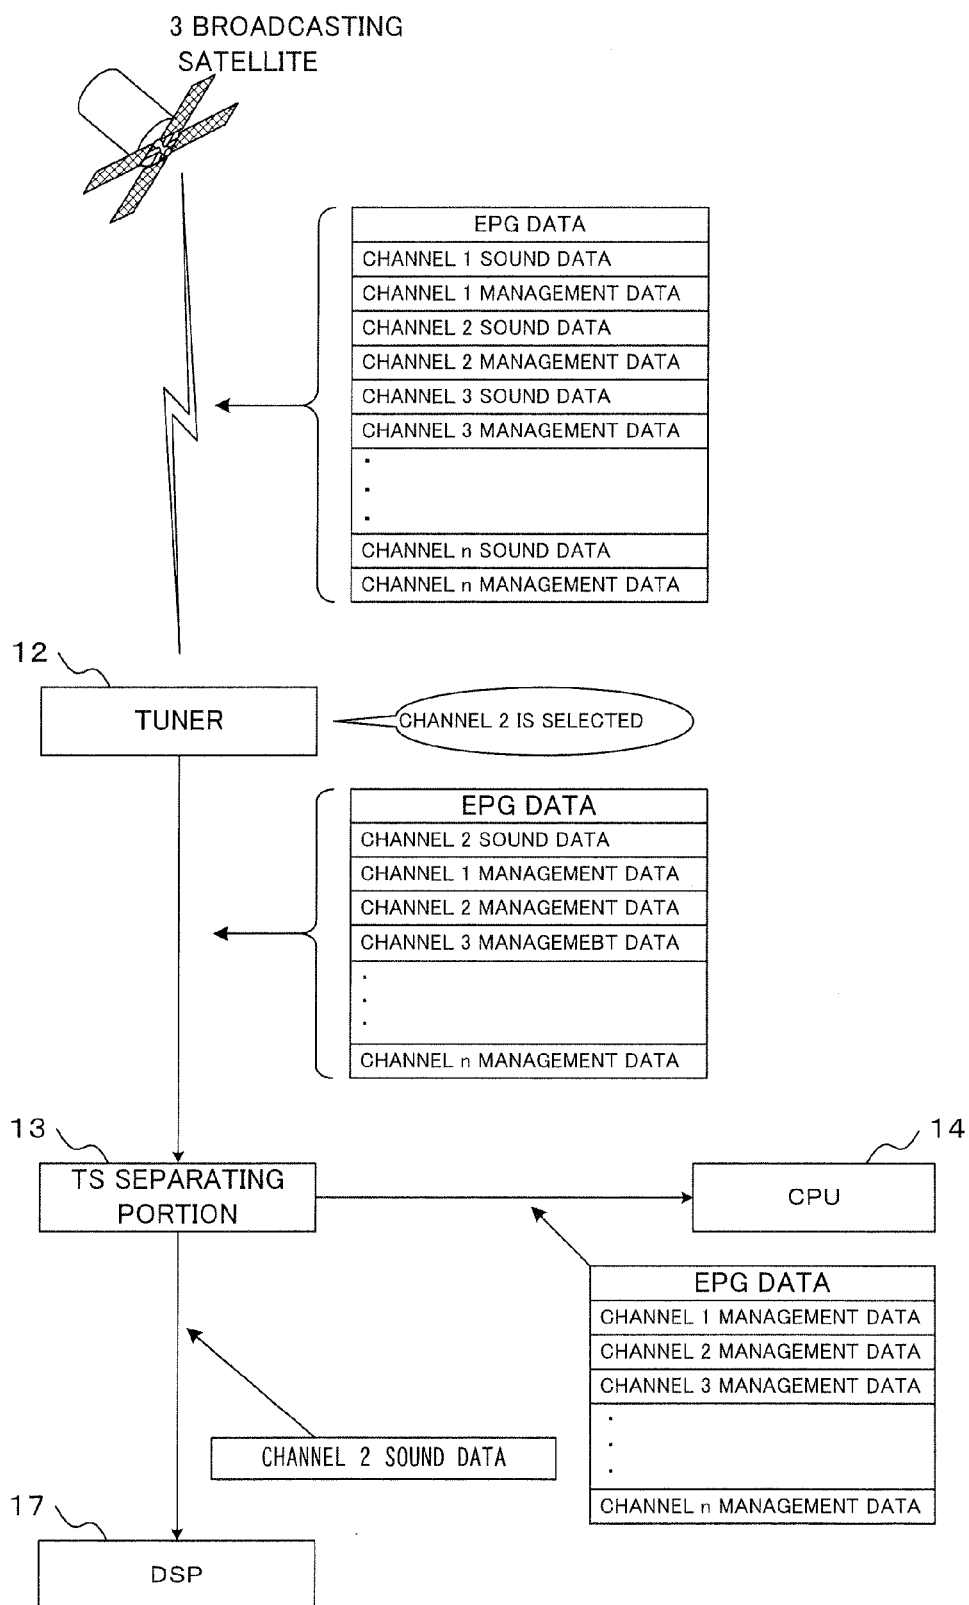 3 BROADCASTING
SATELLITE
EPG DATA
CHANNEL 1 SOUND DATA
CHANNEL 1 MANAGEMENT DATA
CHANNEL 2 SOUND DATA
CHANNEL 2 MANAGEMENT DATA
CHANNEL 3 SOUND DATA
CHANNEL 3 MANAGEMENT DATA
.
.
.
CHANNEL n SOUND DATA
CHANNEL n MANAGEMENT DATA
12
TUNER
CHANNEL 2 IS SELECTED
EPG DATA
CHANNEL 2 SOUND DATA
CHANNEL 1 MANAGEMENT DATA
CHANNEL 2 MANAGEMENT DATA
CHANNEL 3 MANAGEMEBT DATA
.
.
.
CHANNEL n MANAGEMENT DATA
13
TS SEPARATING
PORTION
14
CPU
EPG DATA
CHANNEL 1 MANAGEMENT DATA
CHANNEL 2 MANAGEMENT DATA
CHANNEL 3 MANAGEMENT DATA
.
.
.
CHANNEL n MANAGEMENT DATA
CHANNEL 2 SOUND DATA
17
DSP